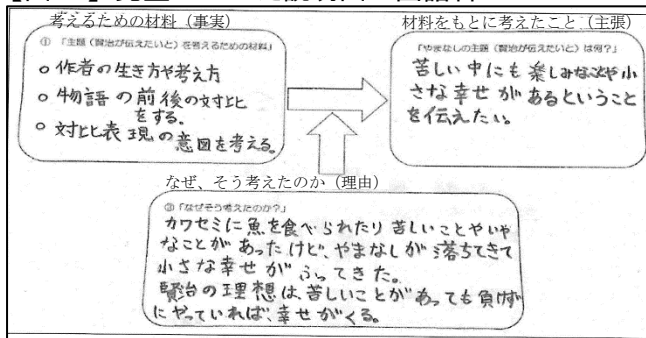 考えるための材料(事実)
①「主題(賢治が伝えたいと)を考えるための材料」
○作者の生き方や考え方
○物語の前後の対比
をする。
○対比表現の意図を考える。
材料をもとに考えたこと(主張)
「やまなしの主題(賢治が伝えたいと)は何?」
苦しい中にも楽しみなことや小
さな幸せがあるということ
を伝えたい。
なぜ、そう考えたのか(理由)
③「なぜそう考えたのか?」
カワセミに魚を食べられたり苦しいことやいや
なことがあったけど、やまなしが落ちてきて
小さな幸せがふってきた。
賢治の理想は、苦しいことがあっても負けず
にやっていれば、幸せがくる。